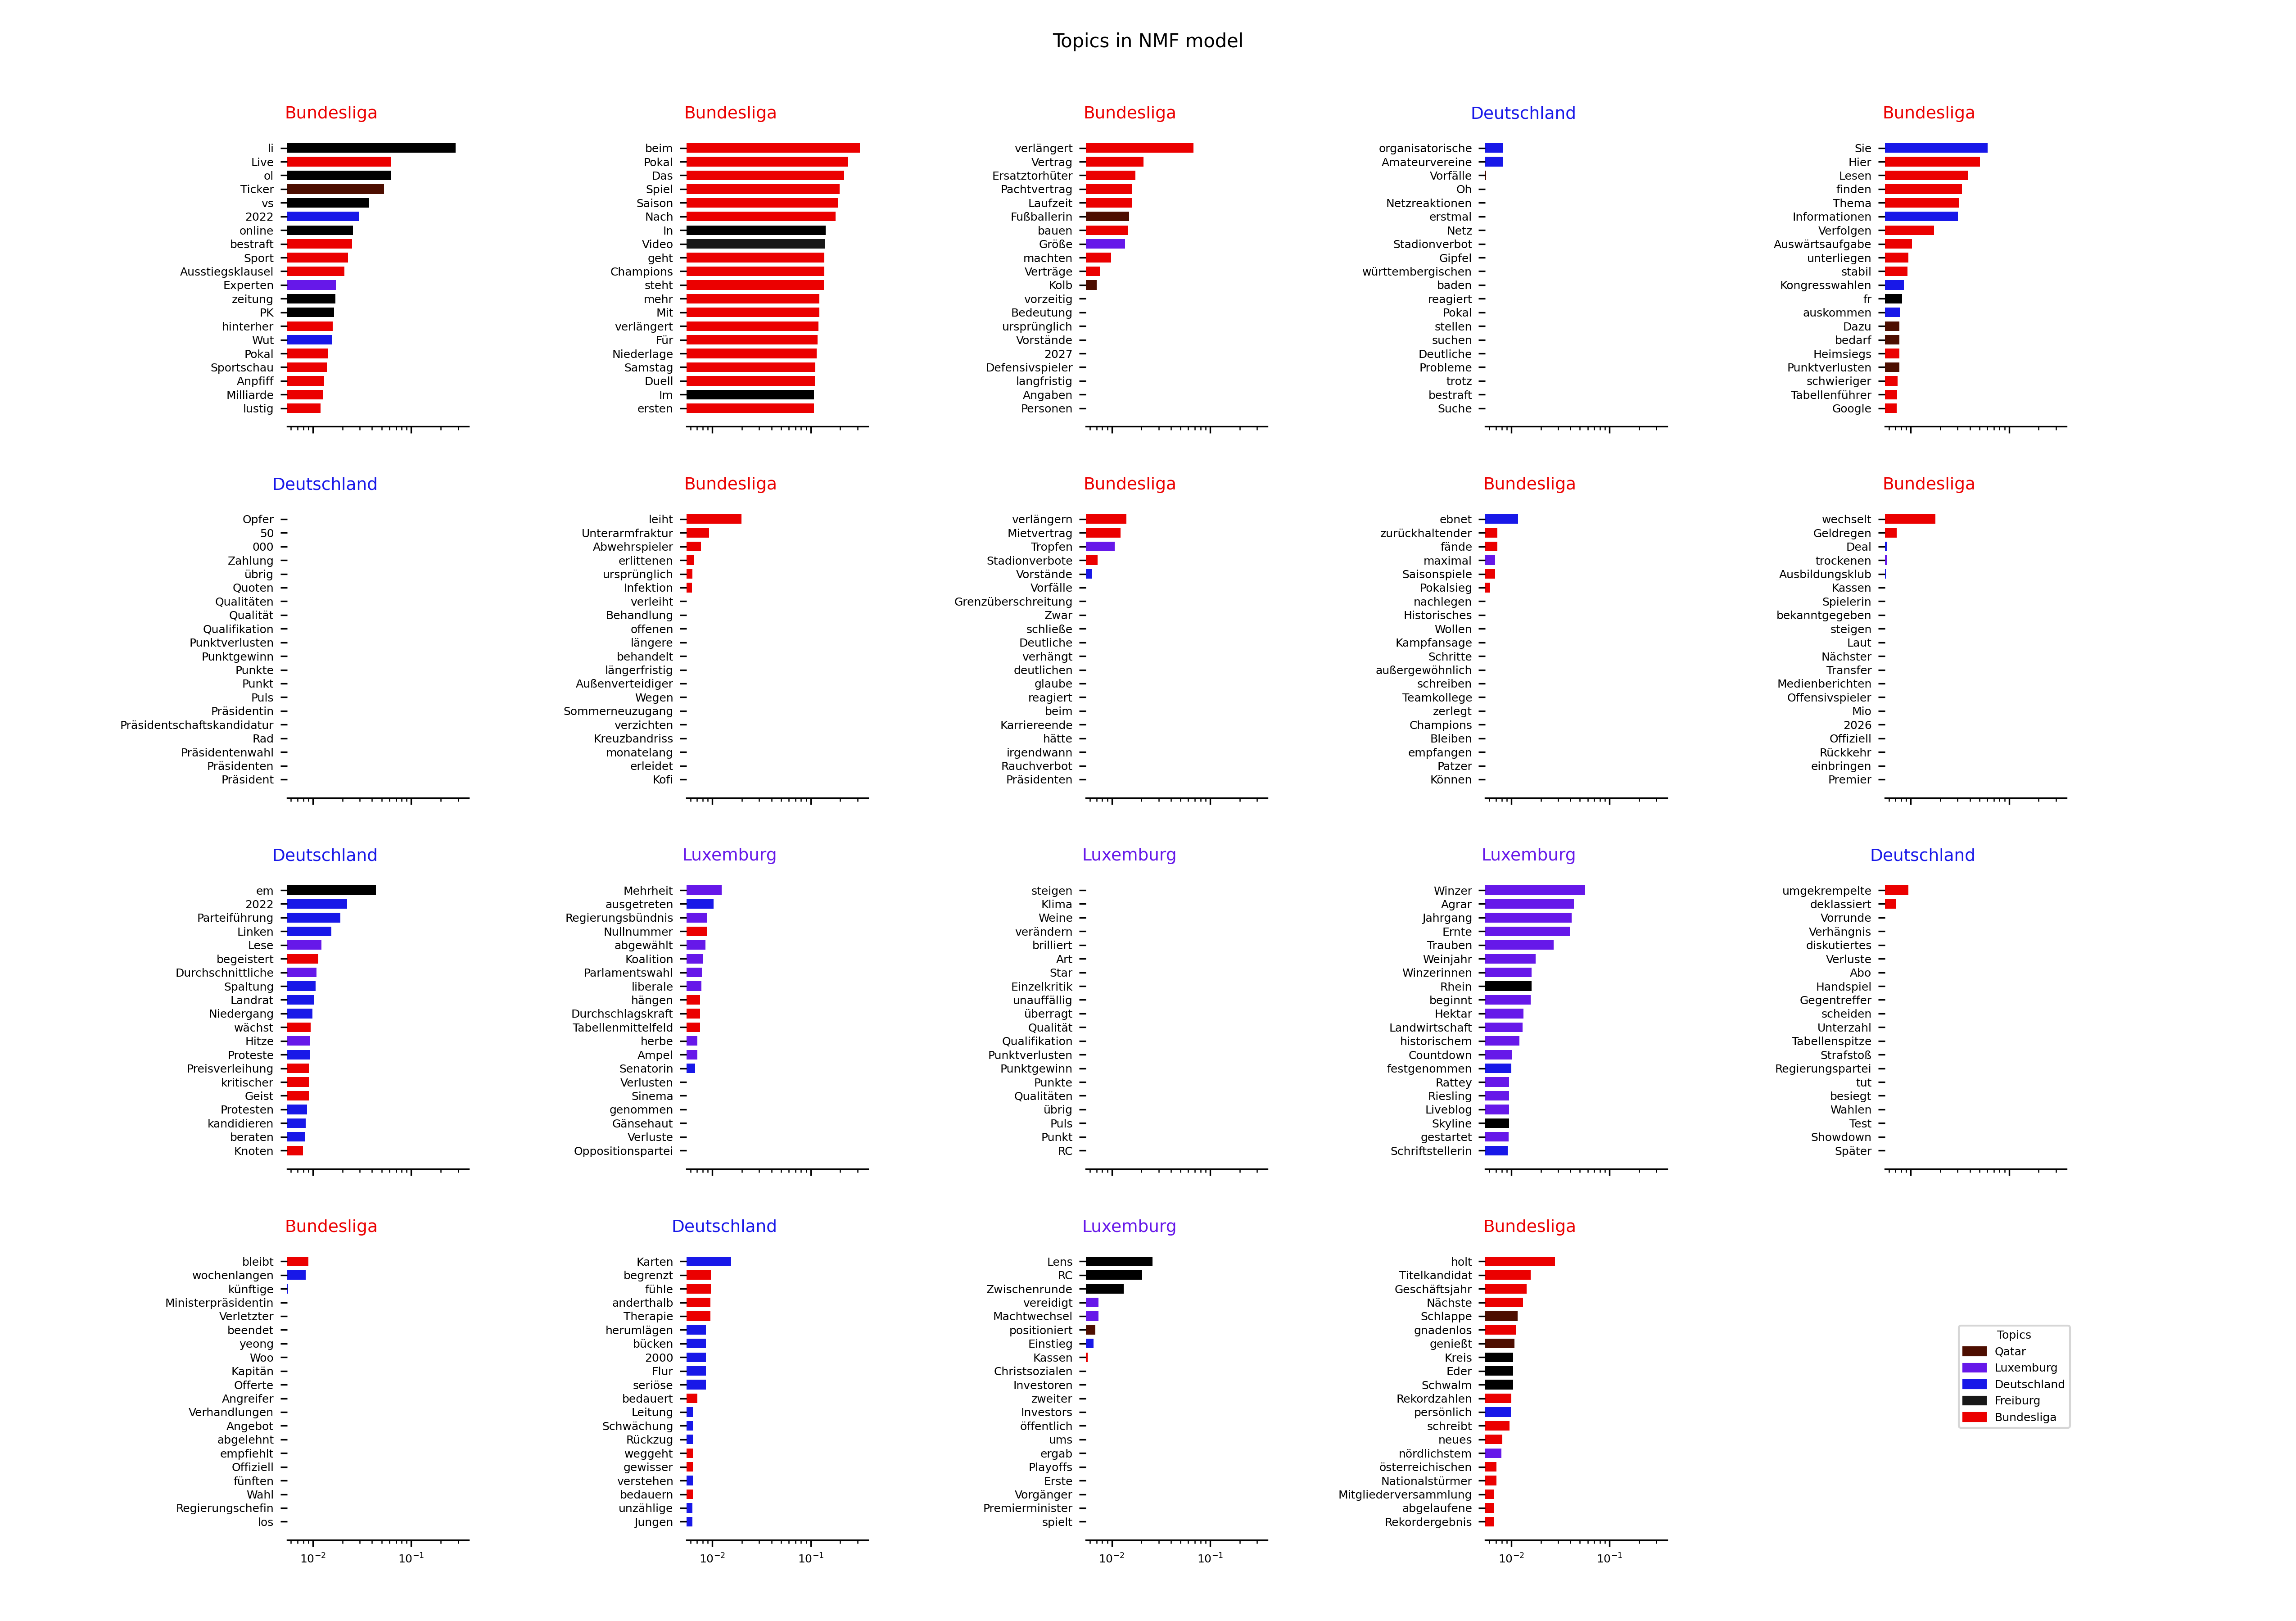 Topics in NMF model
Bundesliga
li
Live
ol
Ticker
vs
2022
online
bestraft
Sport
Ausstiegsklausel
Experten
zeitung
PK
hinterher
Wut
Pokal
Sportschau
Anpfiff
Milliarde
lustig
Bundesliga
beim
Pokal
Das
Spiel
Saison
Nach
In
Video
geht
Champions
steht
mehr
Mit
verlängert
Für
Niederlage
Samstag
Duell
Im
ersten
Bundesliga
verlängert
Vertrag
Ersatztorhüter
Pachtvertrag
Laufzeit
Fußballerin
bauen
Größe
machten
Verträge
Kolb
vorzeitig
Bedeutung
ursprünglich
Vorstände
2027
Defensivspieler
langfristig
Angaben
Personen
Deutschland
organisatorische
Amateurvereine
Vorfälle
Oh
Netzreaktionen
erstmal
Netz
Stadionverbot
Gipfel
württembergischen
baden
reagiert
Pokal
stellen
suchen
Deutliche
Probleme
trotz
bestraft
Suche
Bundesliga
Sie
Hier
Lesen
finden
Thema
Informationen
Verfolgen
Auswärtsaufgabe
unterliegen
stabil
Kongresswahlen
fr
auskommen
Dazu
bedarf
Heimsiegs
Punktverlusten
schwieriger
Tabellenführer
Google
Deutschland
Opfer
50
000
Zahlung
übrig
Quoten
Qualitäten
Qualität
Qualifikation
Punktverlusten
Punktgewinn
Punkte
Punkt
Puls
Präsidentin
Präsidentschaftskandidatur
Rad
Präsidentenwahl
Präsidenten
Präsident
Bundesliga
leiht
Unterarmfraktur
Abwehrspieler
erlittenen
ursprünglich
Infektion
verleiht
Behandlung
offenen
längere
behandelt
längerfristig
Außenverteidiger
Wegen
Sommerneuzugang
verzichten
Kreuzbandriss
monatelang
erleidet
Kofi
Bundesliga
verlängern
Mietvertrag
Tropfen
Stadionverbote
Vorstände
Vorfälle
Grenzüberschreitung
Zwar
schließe
Deutliche
verhängt
deutlichen
glaube
reagiert
beim
Karriereende
hätte
irgendwann
Rauchverbot
Präsidenten
Bundesliga
ebnet
zurückhaltender
fände
maximal
Saisonspiele
Pokalsieg
nachlegen
Historisches
Wollen
Kampfansage
Schritte
außergewöhnlich
schreiben
Teamkollege
zerlegt
Champions
Bleiben
empfangen
Patzer
Können
Bundesliga
wechselt
Geldregen
Deal
trockenen
Ausbildungsklub
Kassen
Spielerin
bekanntgegeben
steigen
Laut
Nächster
Transfer
Medienberichten
Offensivspieler
Mio
2026
Offiziell
Rückkehr
einbringen
Premier
Deutschland
em
2022
Parteiführung
Linken
Lese
begeistert
Durchschnittliche
Spaltung
Landrat
Niedergang
wächst
Hitze
Proteste
Preisverleihung
kritischer
Geist
Protesten
kandidieren
beraten
Knoten
Luxemburg
Mehrheit
ausgetreten
Regierungsbündnis
Nullnummer
abgewählt
Koalition
Parlamentswahl
liberale
hängen
Durchschlagskraft
Tabellenmittelfeld
herbe
Ampel
Senatorin
Verlusten
Sinema
genommen
Gänsehaut
Verluste
Oppositionspartei
Luxemburg
steigen
Klima
Weine
verändern
brilliert
Art
Star
Einzelkritik
unauffällig
überragt
Qualität
Qualifikation
Punktverlusten
Punktgewinn
Punkte
Qualitäten
übrig
Puls
Punkt
RC
Luxemburg
Winzer
Agrar
Jahrgang
Ernte
Trauben
Weinjahr
Winzerinnen
Rhein
beginnt
Hektar
Landwirtschaft
historischem
Countdown
festgenommen
Rattey
Riesling
Liveblog
Skyline
gestartet
Schriftstellerin
Deutschland
umgekrempelte
deklassiert
Vorrunde
Verhängnis
diskutiertes
Verluste
Abo
Handspiel
Gegentreffer
scheiden
Unterzahl
Tabellenspitze
Strafstoß
Regierungspartei
tut
besiegt
Wahlen
Test
Showdown
Später
Bundesliga
bleibt
wochenlangen
künftige
Ministerpräsidentin
Verletzter
beendet
yeong
Woo
Kapitän
Offerte
Angreifer
Verhandlungen
Angebot
abgelehnt
empfiehlt
Offiziell
fünften
Wahl
Regierungschefin
los
10⁻² 10⁻¹
Deutschland
Karten
begrenzt
fühle
anderthalb
Therapie
herumlägen
bücken
2000
Flur
seriöse
bedauert
Leitung
Schwächung
Rückzug
weggeht
gewisser
verstehen
bedauern
unzählige
Jungen
10⁻² 10⁻¹
Luxemburg
Lens
RC
Zwischenrunde
vereidigt
Machtwechsel
positioniert
Einstieg
Kassen
Christsozialen
Investoren
zweiter
Investors
öffentlich
ums
ergab
Playoffs
Erste
Vorgänger
Premierminister
spielt
10⁻² 10⁻¹
Bundesliga
holt
Titelkandidat
Geschäftsjahr
Nächste
Schlappe
gnadenlos
genießt
Kreis
Eder
Schwalm
Rekordzahlen
persönlich
schreibt
neues
nördlichstem
österreichischen
Nationalstürmer
Mitgliederversammlung
abgelaufene
Rekordergebnis
10⁻² 10⁻¹
Topics
Qatar
Luxemburg
Deutschland
Freiburg
Bundesliga